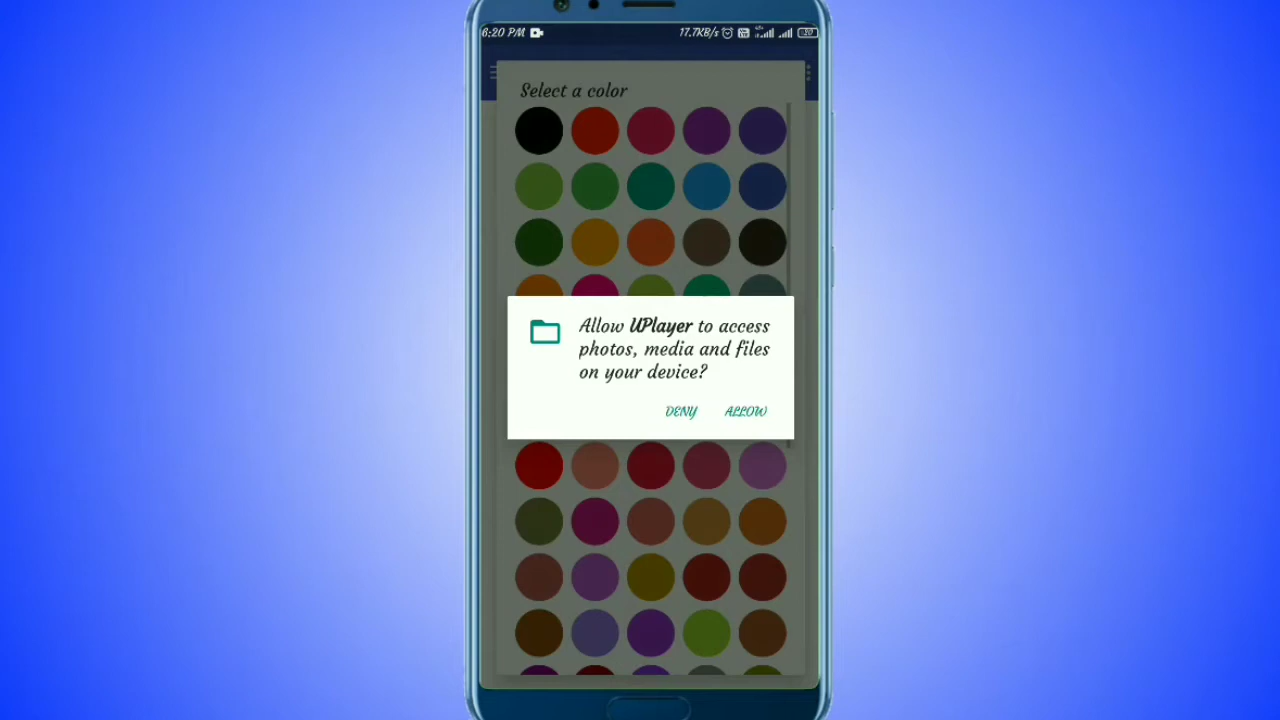 6:20 PM 17.7KB/s 30
Select a color
Allow UPlayer to access
photos, media and files
on your device?
DENY ALLOW